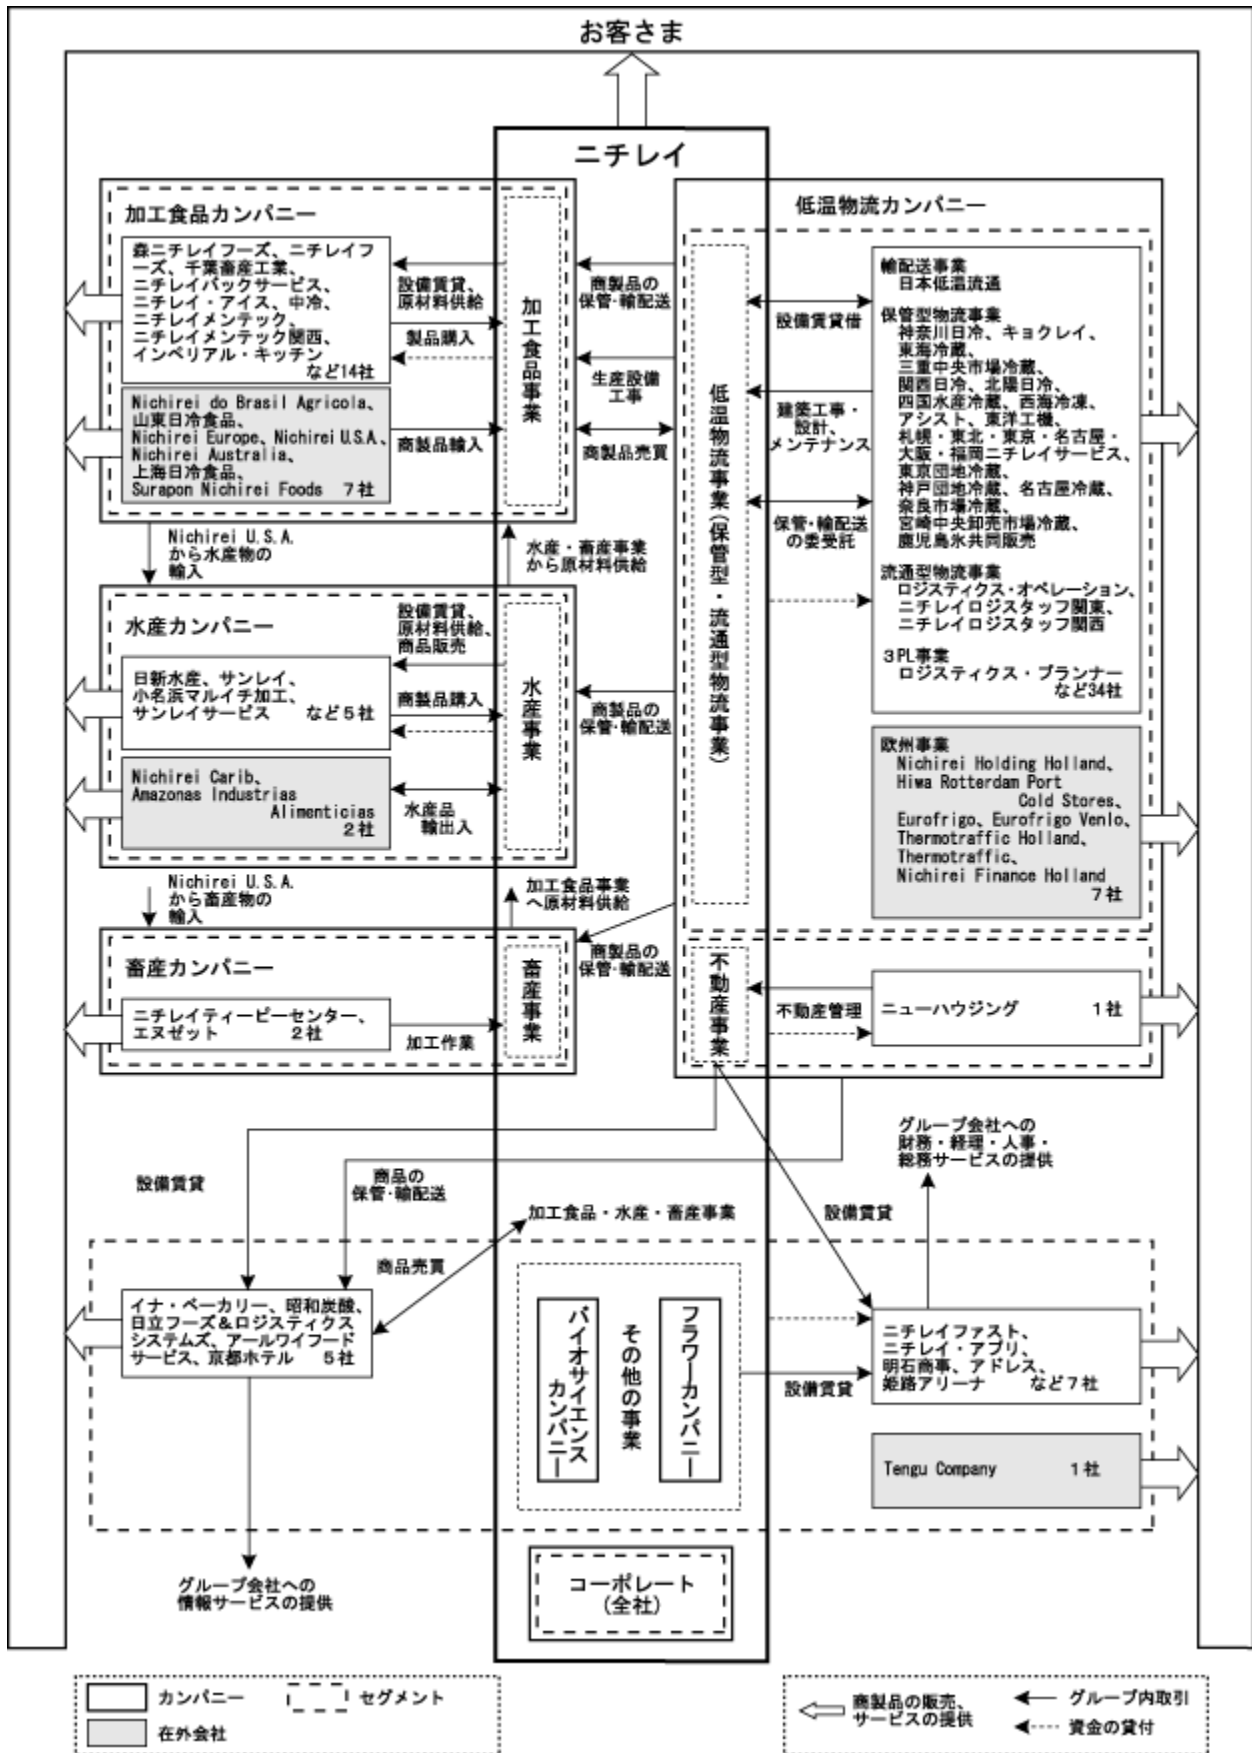 お客さま
ニチレイ
加工食品カンパニー
森ニチレイフーズ、ニチレイフ
ーズ、千葉畜産工業、
ニチレイパックサービス、
ニチレイ・アイス、中冷、
ニチレイメンテック、
ニチレイメンテック関西、
インペリアル・キッチン
など14社
Nichirei do Brasil Agricola、
山東日冷食品、
Nichirei Europe、Nichirei U.S.A.、
Nichirei Australia、
上海日冷食品、
Surapon Nichirei Foods 7社
設備賃貸、
原材料供給
製品購入
商製品輸入
加工食品事業
商製品の
保管・輸配送
生産設備
工事
商製品売買
Nichirei U.S.A.
から水産物の
輸入
水産・畜産事業
から原材料供給
水産カンパニー
日新水産、サンレイ、
小名浜マルイチ加工、
サンレイサービス など5社
Nichirei Carib、
Amazonas Industrias
Alimenticias
2社
設備賃貸、
原材料供給、
商品販売
商製品購入
水産品
輸出入
水産事業
商製品の
保管・輸配送
Nichirei U.S.A.
から畜産物の
輸入
加工食品事業
へ原材料供給
畜産カンパニー
ニチレイティーピーセンター、
エヌゼット 2社
加工作業
畜産事業
商製品の
保管・輸配送
低温物流カンパニー
低温物流事業(保管型・流通型物流事業)
設備賃貸借
建築工事・
設計、
メンテナンス
保管・輸配送
の委受託
輸配送事業
日本低温流通
保管型物流事業
神奈川日冷、キョクレイ、
東海冷蔵、
三重中央市場冷蔵、
関西日冷、北陽日冷、
四国水産冷蔵、西海冷凍、
アシスト、東洋工機、
札幌・東北・東京・名古屋・
大阪・福岡ニチレイサービス、
東京団地冷蔵、
神戸団地冷蔵、名古屋冷蔵、
奈良市場冷蔵、
宮崎中央卸売市場冷蔵、
鹿児島氷共同販売
流通型物流事業
ロジスティクス・オペレーション、
ニチレイロジスタッフ関東、
ニチレイロジスタッフ関西
3PL事業
ロジスティクス・プランナー
など34社
欧州事業
Nichirei Holding Holland、
Hiwa Rotterdam Port
Cold Stores、
Eurofrigo、Eurofrigo Venlo、
Thermotraffic Holland、
Thermotraffic、
Nichirei Finance Holland
7社
不動産事業
不動産管理
ニューハウジング 1社
設備賃貸
商品の
保管・輸配送
商品売買
加工食品・水産・畜産事業
設備賃貸
グループ会社への
財務・経理・人事・
総務サービスの提供
イナ・ベーカリー、昭和炭酸、
日立フーズ&ロジスティクス
システムズ、アールワイフード
サービス、京都ホテル 5社
バイオサイエンス
カンパニー
その他の事業
フラワーカンパニー
設備賃貸
ニチレイファスト、
ニチレイ・アプリ、
明石商事、アドレス、
姫路アリーナ など7社
Tengu Company 1社
グループ会社への
情報サービスの提供
コーポレート
(全社)
カンパニー
セグメント
在外会社
商製品の販売、
サービスの提供
グループ内取引
資金の貸付